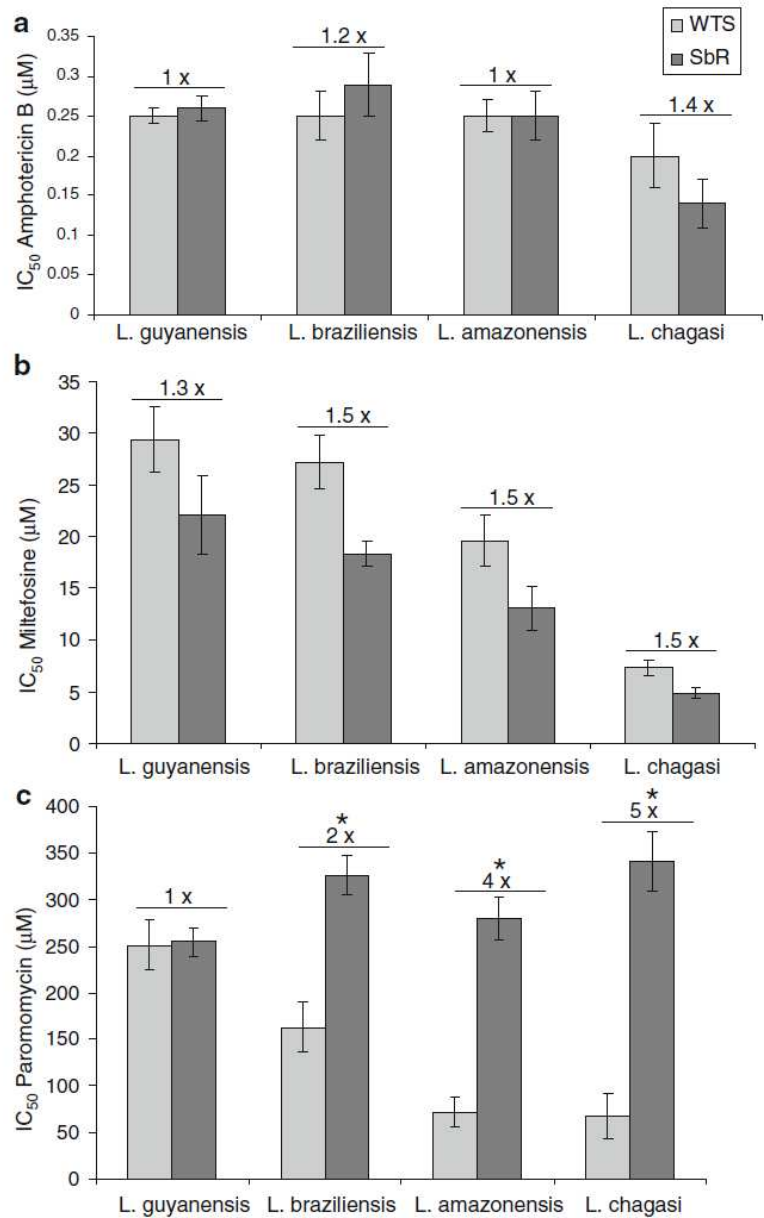 a
WTS
SbR
IC50 Amphotericin B (µM)
0.35
0.3
0.25
0.2
0.15
0.1
0.05
0
1 x
1.2 x
1 x
1.4 x
L. guyanensis L. braziliensis L. amazonensis L. chagasi
b
IC50 Miltefosine (µM)
35
30
25
20
15
10
5
0
1.3 x
1.5 x
1.5 x
1.5 x
L. guyanensis L. braziliensis L. amazonensis L. chagasi
c
IC50 Paromomycin (µM)
400
350
300
250
200
150
100
50
0
1 x
*
2 x
*
4 x
*
5 x
L. guyanensis L. braziliensis L. amazonensis L. chagasi